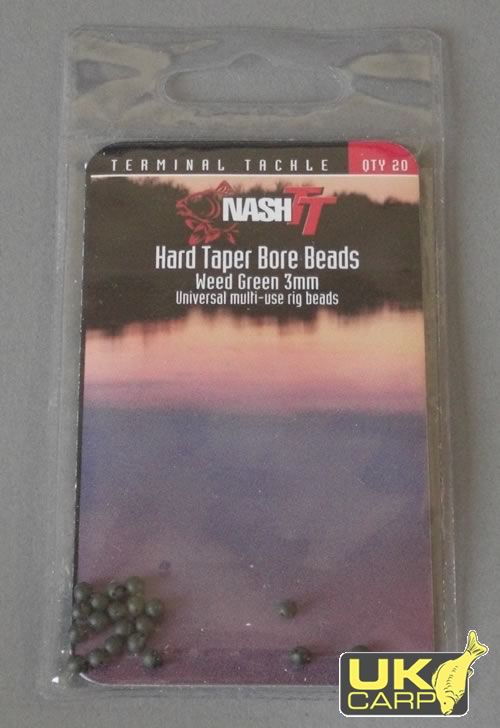 TERMINAL TACKLE QTY 20
NASH TT
Hard Taper Bore Beads
Weed Green 3mm
Universal multi-use rig beads
UK
CARP